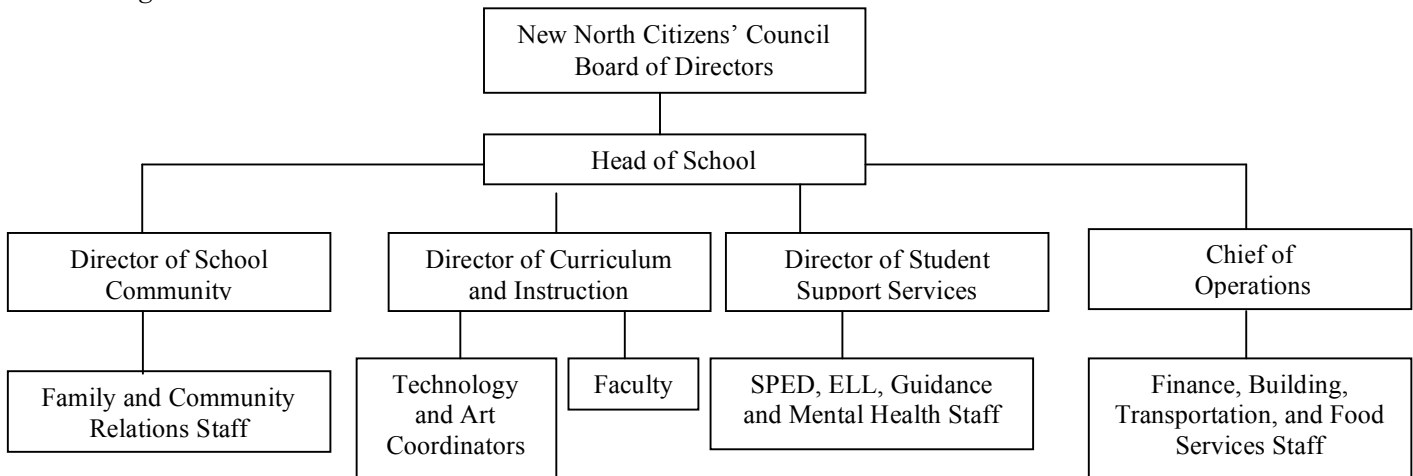 New North Citizens' Council
Board of Directors
Head of School
Director of School
Community
Director of Curriculum
and Instruction
Director of Student
Support Services
Chief of
Operations
Family and Community
Relations Staff
Technology
and Art
Coordinators
Faculty
SPED, ELL, Guidance
and Mental Health Staff
Finance, Building,
Transportation, and Food
Services Staff